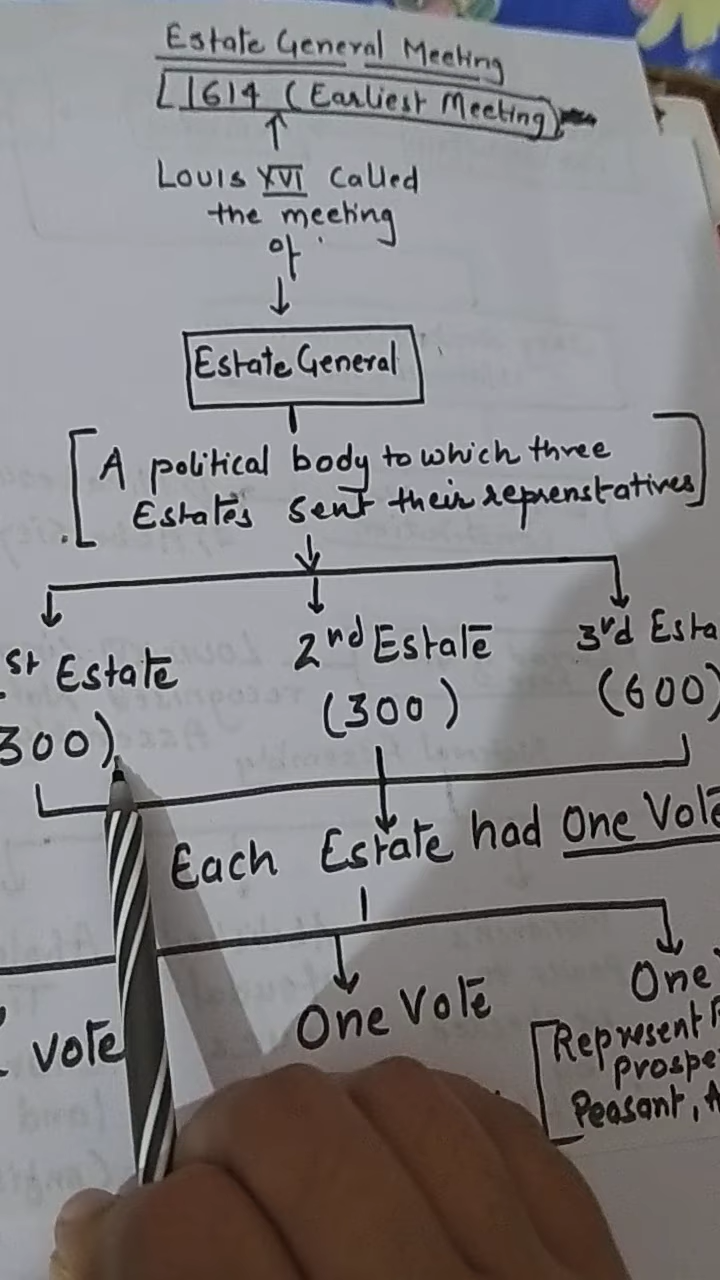 Estate General Meeting
1614 (Earliest Meeting)
Louis XVI Called
the meeting
of
Estate General
A political body to which three
Estates sent their reprenstatives
st Estate 2nd Estate 3rd Esta
300) (300) (600)
Each Estate had One Vote
vote One Vote One
Represent
Prospe
Peasant, A